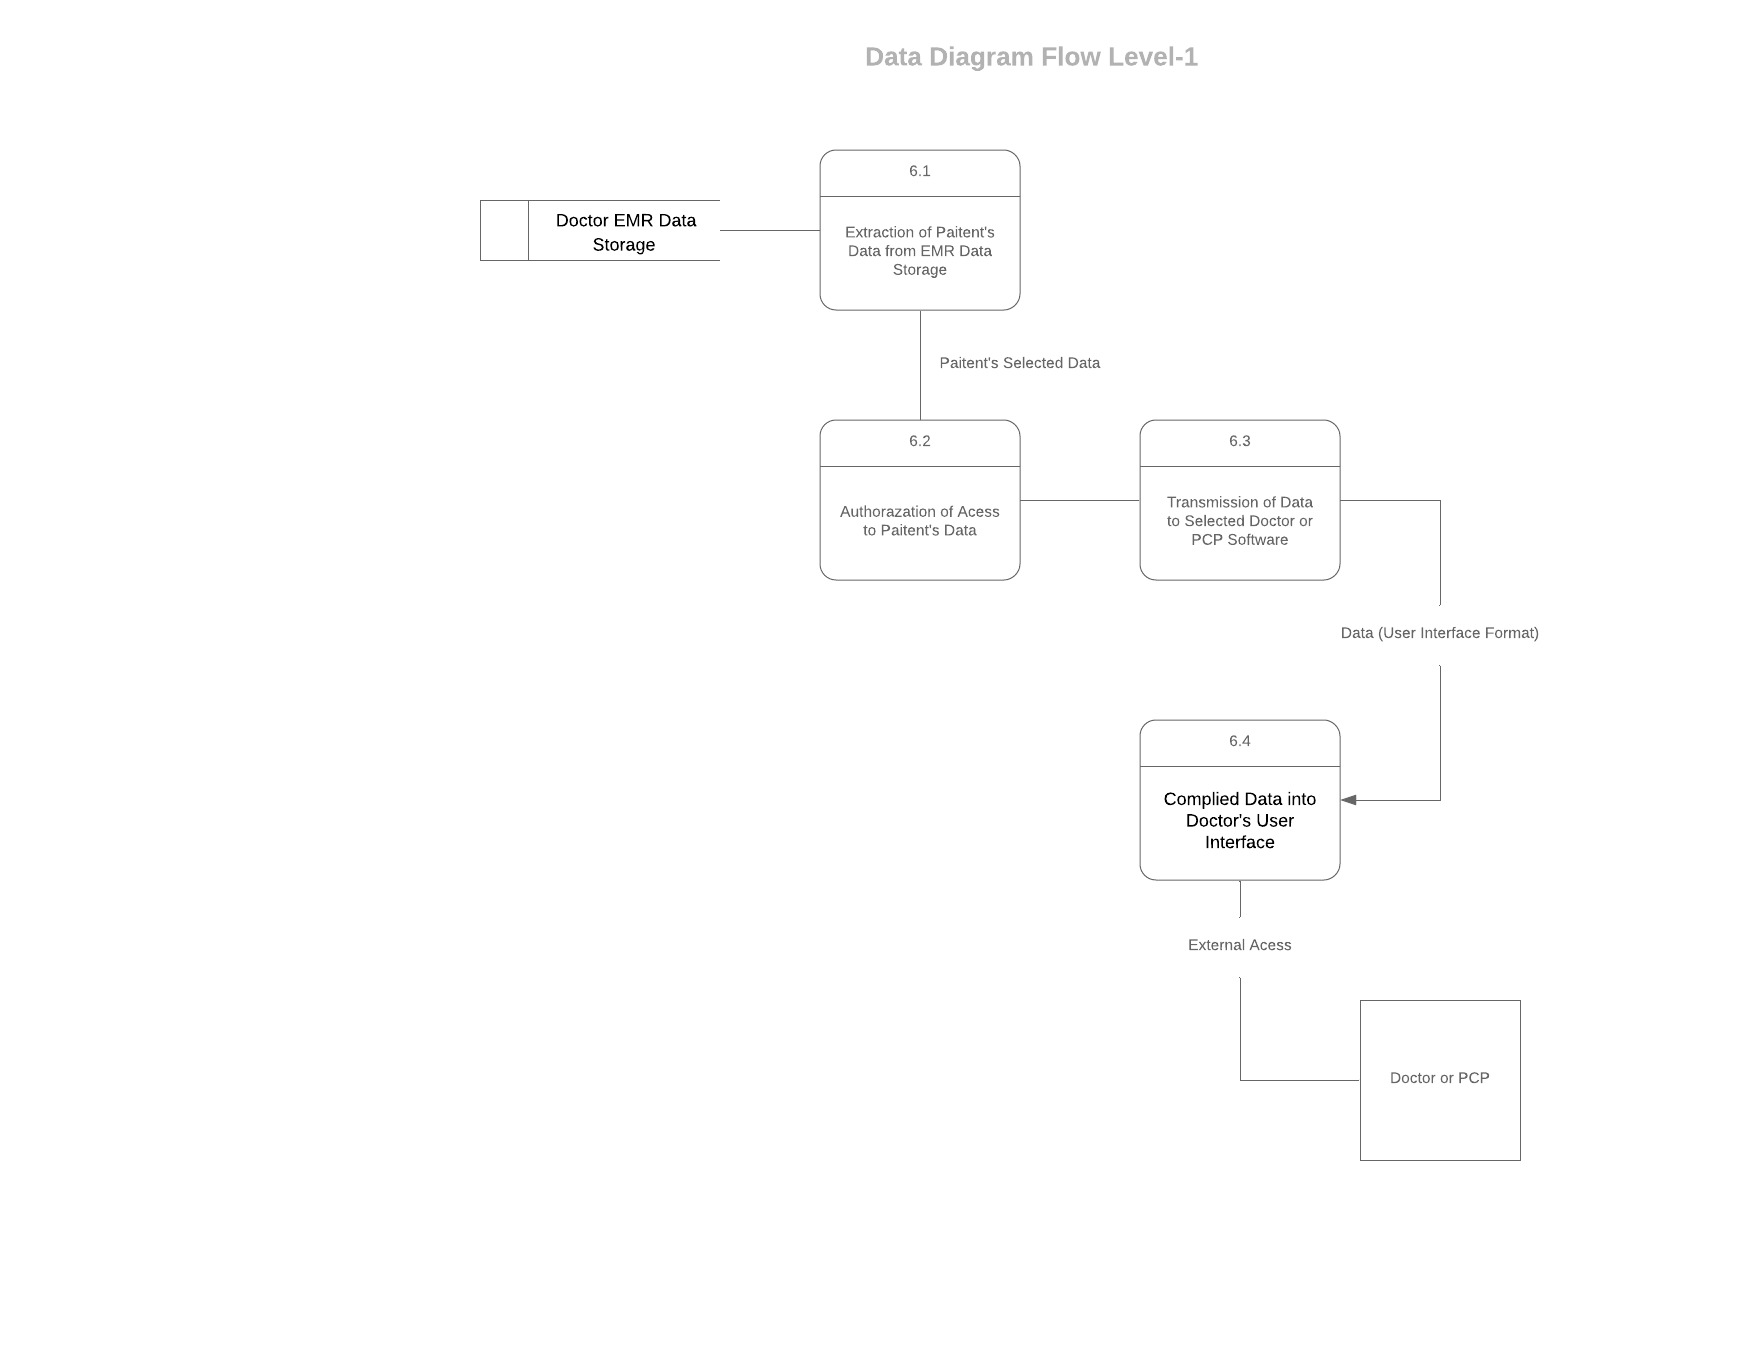 Data Diagram Flow Level-1
6.1
Doctor EMR Data
Storage
Extraction of Paitent's
Data from EMR Data
Storage
Paitent's Selected Data
6.2
Authorazation of Acess
to Paitent's Data
6.3
Transmission of Data
to Selected Doctor or
PCP Software
Data (User Interface Format)
6.4
Complied Data into
Doctor's User
Interface
External Acess
Doctor or PCP